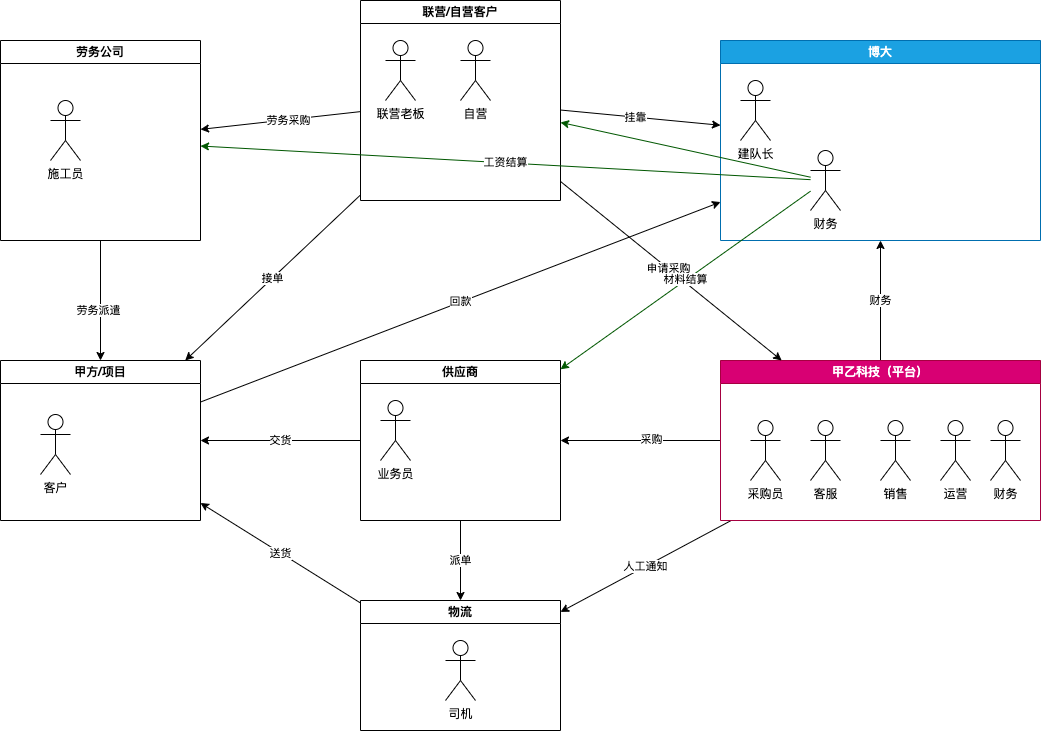 联营/自营客户
联营老板
自营
劳务公司
施工员
博大
建队长
财务
劳务采购
挂靠
工资结算
接单
申请采购
材料结算
回款
财务
劳务派遣
甲方/项目
客户
供应商
业务员
甲乙科技（平台）
采购员
客服
销售
运营
财务
交货
采购
送货
派单
人工通知
物流
司机